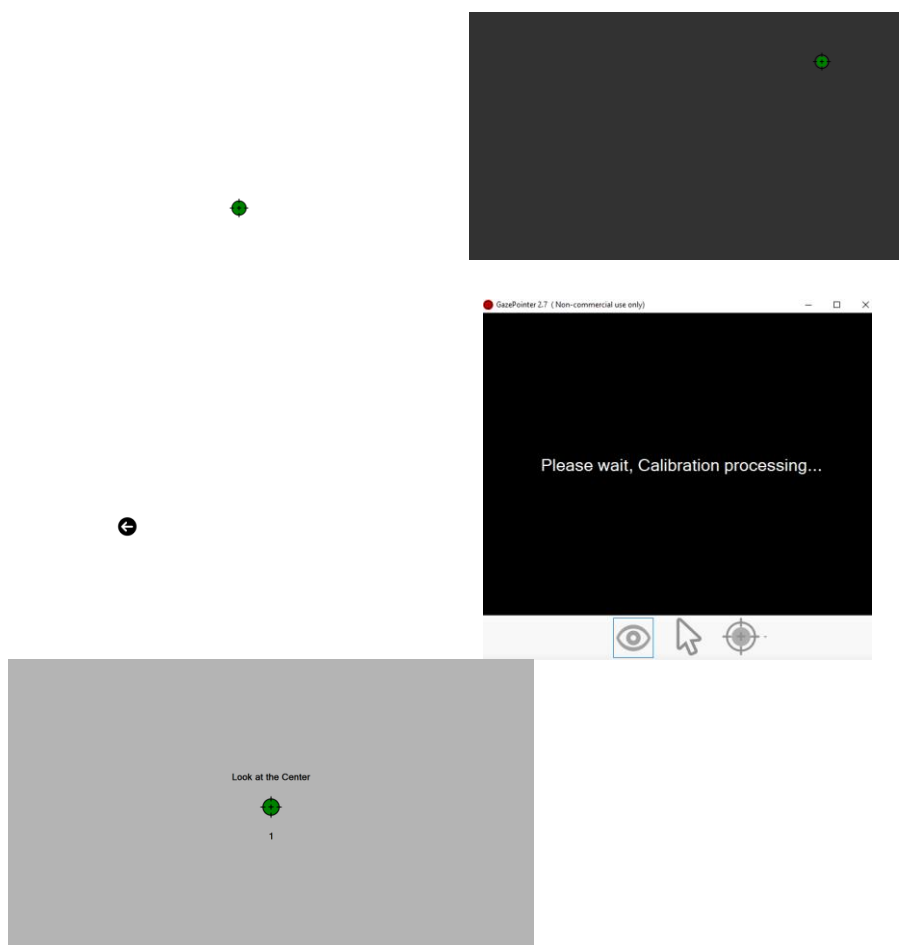 GazePointer 2.7 ( Non-commercial use only)
Please wait, Calibration processing...
Look at the Center
1